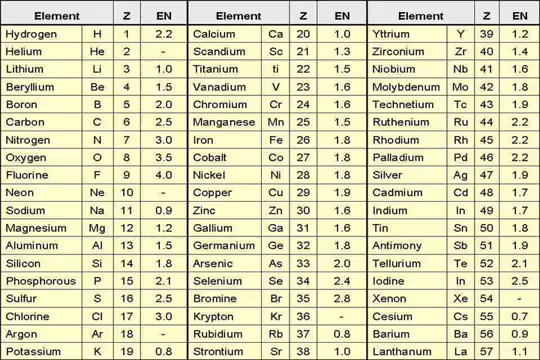 Element Z EN Element Z EN Element Z EN
Hydrogen H 1 2.2 Calcium Ca 20 1.0 Yttrium Y 39 1.2
Helium He 2 - Scandium Sc 21 1.3 Zirconium Zr 40 1.4
Lithium Li 3 1.0 Titanium ti 22 1.5 Niobium Nb 41 1.6
Beryllium Be 4 1.5 Vanadium V 23 1.6 Molybdenum Mo 42 1.8
Boron B 5 2.0 Chromium Cr 24 1.6 Technetium Tc 43 1.9
Carbon C 6 2.5 Manganese Mn 25 1.5 Ruthenium Ru 44 2.2
Nitrogen N 7 3.0 Iron Fe 26 1.8 Rhodium Rh 45 2.2
Oxygen O 8 3.5 Cobalt Co 27 1.8 Palladium Pd 46 2.2
Fluorine F 9 4.0 Nickel Ni 28 1.8 Silver Ag 47 1.9
Neon Ne 10 - Copper Cu 29 1.9 Cadmium Cd 48 1.7
Sodium Na 11 0.9 Zinc Zn 30 1.6 Indium In 49 1.7
Magnesium Mg 12 1.2 Gallium Ga 31 1.6 Tin Sn 50 1.8
Aluminum Al 13 1.5 Germanium Ge 32 1.8 Antimony Sb 51 1.9
Silicon Si 14 1.8 Arsenic As 33 2.0 Tellurium Te 52 2.1
Phosphorous P 15 2.1 Selenium Se 34 2.4 Iodine In 53 2.5
Sulfur S 16 2.5 Bromine Br 35 2.8 Xenon Xe 54 -
Chlorine Cl 17 3.0 Krypton Kr 36 - Cesium Cs 55 0.7
Argon Ar 18 - Rubidium Rb 37 0.8 Barium Ba 56 0.9
Potassium K 19 0.8 Strontium Sr 38 1.0 Lanthanum La 57 1.1